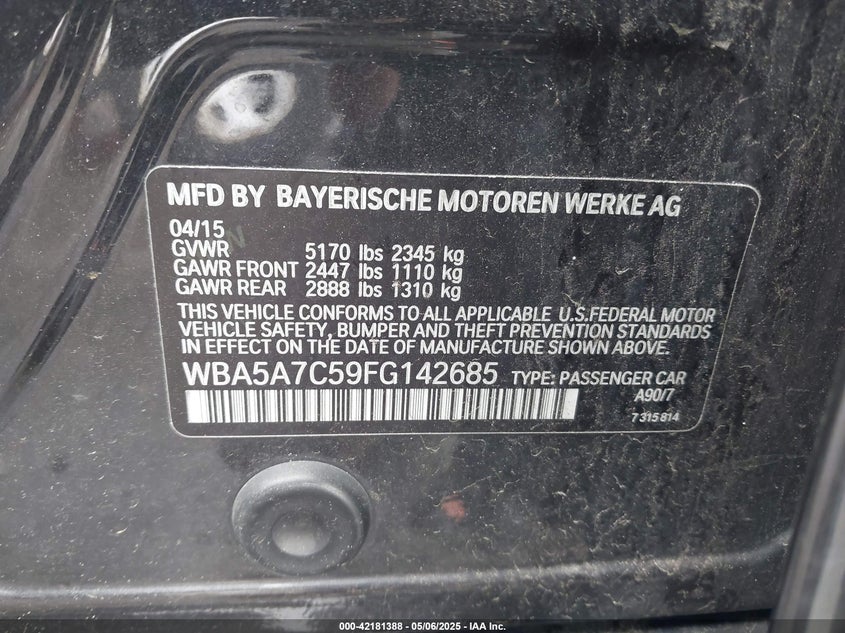 MFD BY BAYERISCHE MOTOREN WERKE AG
04/15
GVWR 5170 lbs 2345 kg
GAWR FRONT 2447 lbs 1110 kg
GAWR REAR 2888 lbs 1310 kg
THIS VEHICLE CONFORMS TO ALL APPLICABLE U.S.FEDERAL MOTOR
VEHICLE SAFETY, BUMPER AND THEFT PREVENTION STANDARDS
IN EFFECT ON THE DATE OF MANUFACTURE SHOWN ABOVE.
WBA5A7C59FG142685 TYPE: PASSENGER CAR
A90/7
7315814
000-42181388 - 05/06/2025 - IAA Inc.